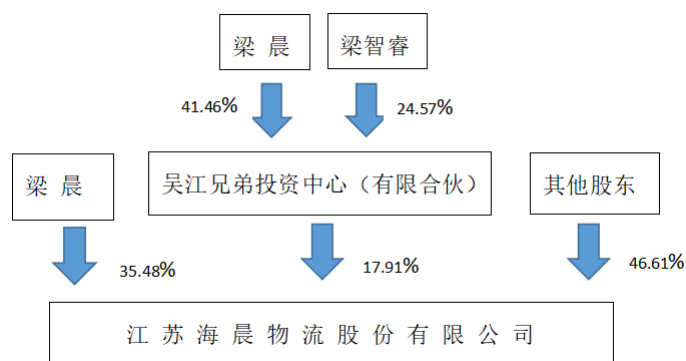 梁 晨
梁智睿
41.46%
24.57%
梁 晨
吴江兄弟投资中心（有限合伙）
其他股东
35.48%
17.91%
46.61%
江 苏 海 晨 物 流 股 份 有 限 公 司